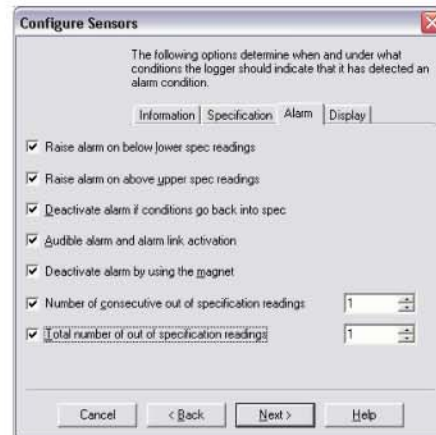 Configure Sensors
The following options determine when and under what
conditions the logger should indicate that it has detected an
alarm condition.
Information Specification Alarm Display
Raise alarm on below lower spec readings
Raise alarm on above upper spec readings
Deactivate alarm if conditions go back into spec
Audible alarm and alarm link activation
Deactivate alarm by using the magnet
Number of consecutive out of specification readings 1
Total number of out of specification readings 1
Cancel < Back Next > Help